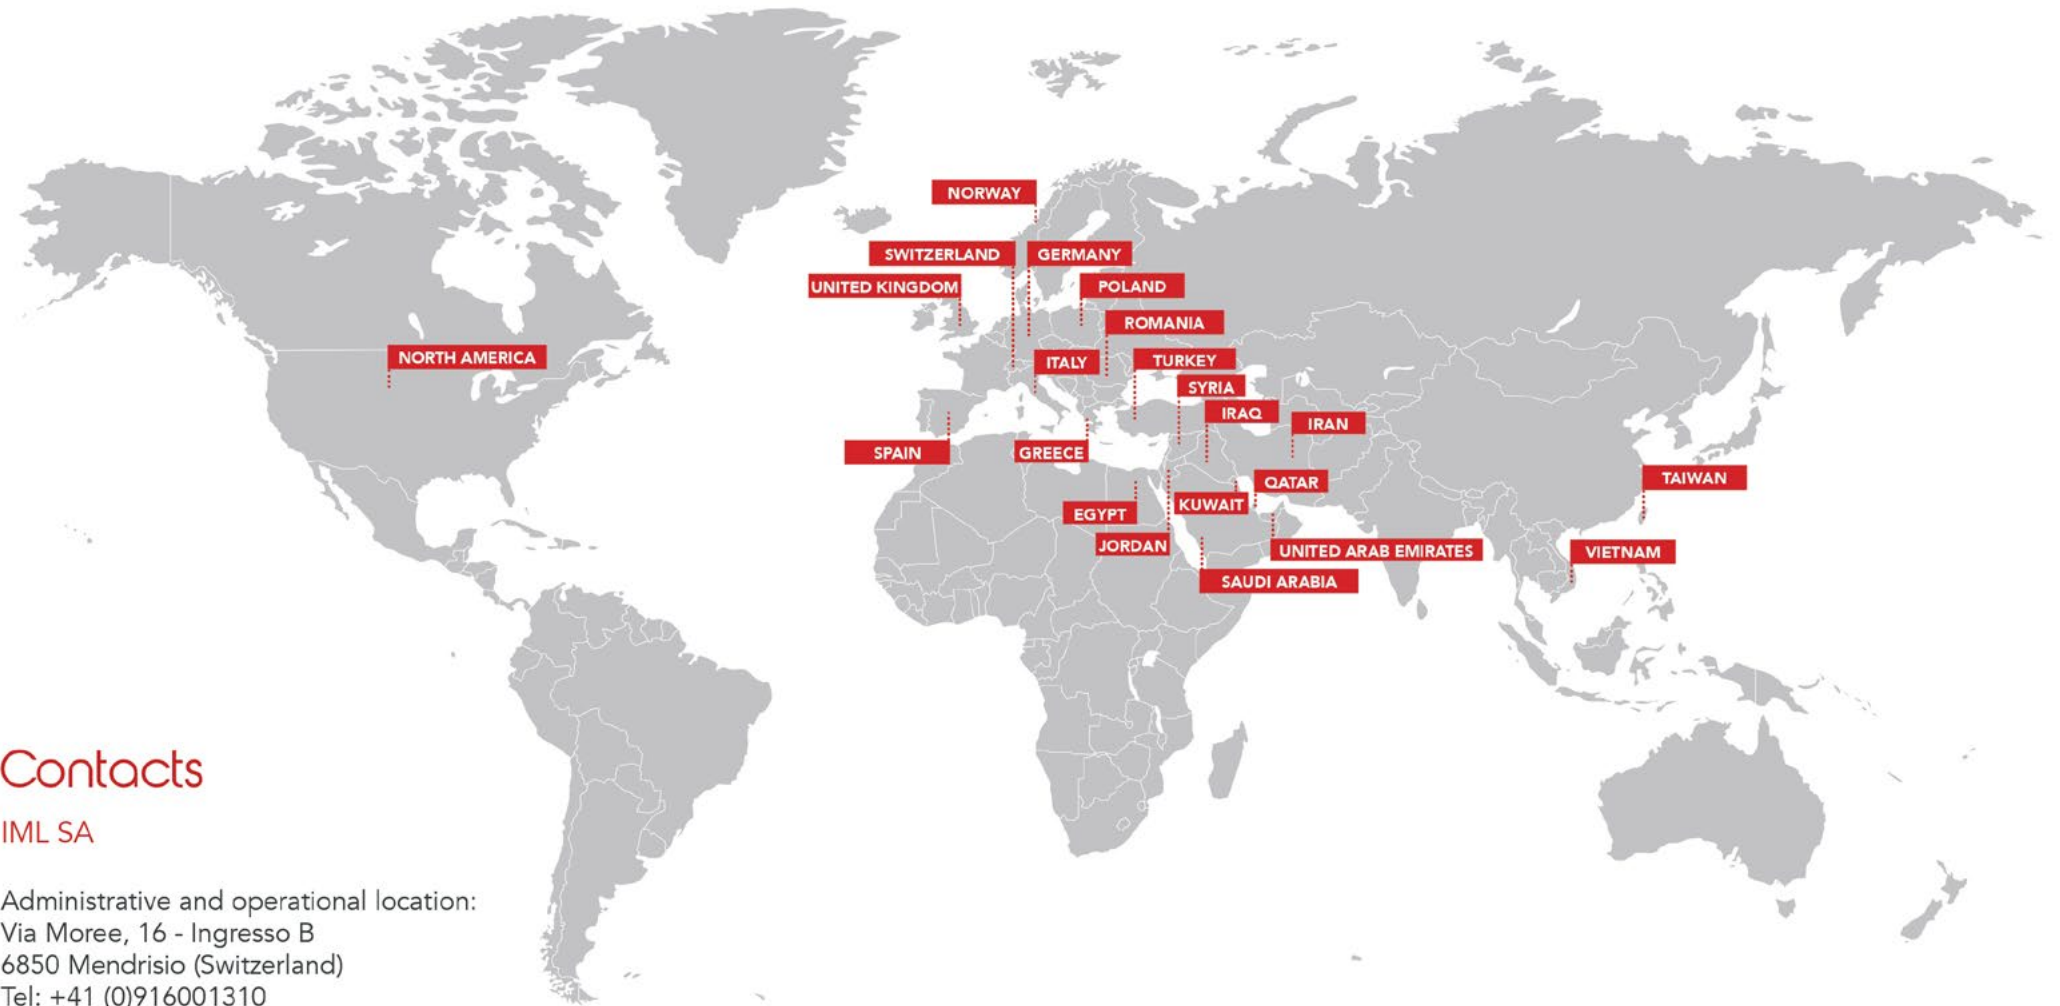 NORWAY
SWITZERLAND
GERMANY
UNITED KINGDOM
POLAND
ROMANIA
NORTH AMERICA
ITALY
TURKEY
SYRIA
IRAQ
IRAN
SPAIN
GREECE
TAIWAN
QATAR
KUWAIT
EGYPT
JORDAN
UNITED ARAB EMIRATES
VIETNAM
SAUDI ARABIA
Contacts
IML SA
Administrative and operational location:
Via Moree, 16 - Ingresso B
6850 Mendrisio (Switzerland)
Tel: +41 (0)916001310